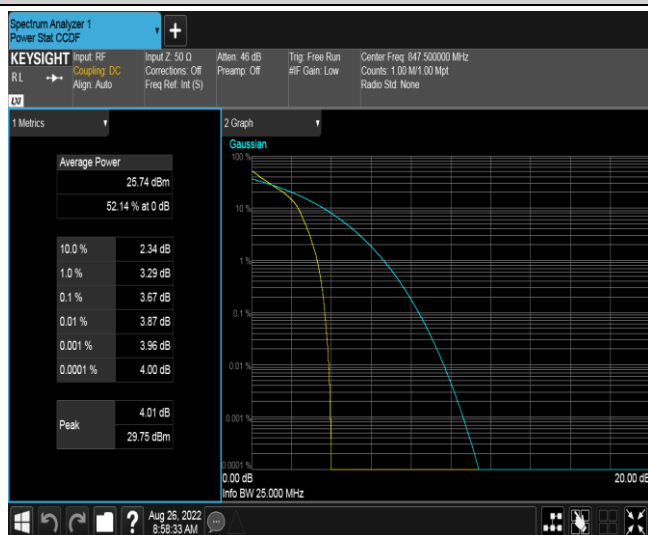 Spectrum Analyzer 1
Power Stat CCDF
+
KEYSIGHT
RL
LXI
Input: RF
Coupling: DC
Align: Auto
Input Z: 50 Ω
Corrections: Off
Freq Ref: Int (S)
Atten: 46 dB
Preamp: Off
Trig: Free Run
#IF Gain: Low
Center Freq: 847.500000 MHz
Counts: 1.00 M/1.00 Mpt
Radio Std: None
1 Metrics
Average Power
25.74 dBm
52.14 % at 0 dB
10.0 % 2.34 dB
1.0 % 3.29 dB
0.1 % 3.67 dB
0.01 % 3.87 dB
0.001 % 3.96 dB
0.0001 % 4.00 dB
Peak
4.01 dB
29.75 dBm
2 Graph
Gaussian
100 %
10 %
1 %
0.1 %
0.01 %
0.001 %
0.0001 %
0.00 dB 20.00 dB
Info BW 25.000 MHz
?
Aug 26, 2022
8:58:33 AM